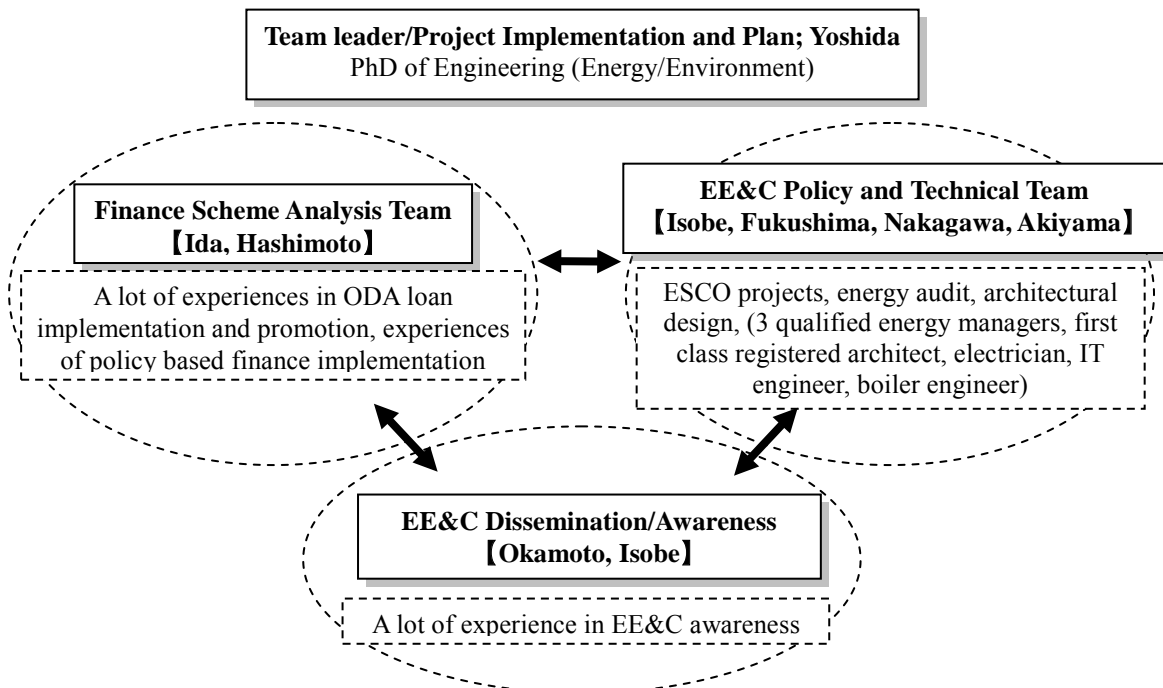 Team leader/Project Implementation and Plan; Yoshida
PhD of Engineering (Energy/Environment)
Finance Scheme Analysis Team
【Ida, Hashimoto】
A lot of experiences in ODA loan
implementation and promotion, experiences
of policy based finance implementation
EE&C Policy and Technical Team
【Isobe, Fukushima, Nakagawa, Akiyama】
ESCO projects, energy audit, architectural
design, (3 qualified energy managers, first
class registered architect, electrician, IT
engineer, boiler engineer)
EE&C Dissemination/Awareness
【Okamoto, Isobe】
A lot of experience in EE&C awareness